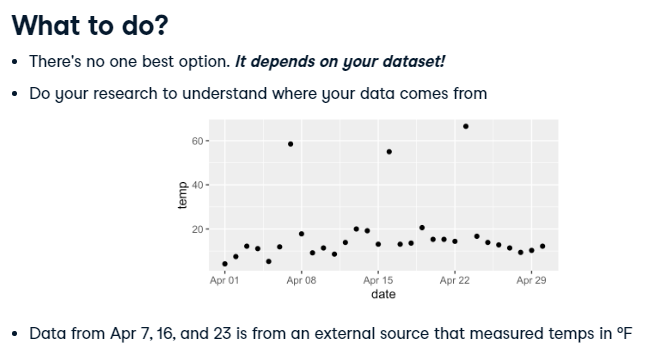 What to do?
There's no one best option. It depends on your dataset!
Do your research to understand where your data comes from
60
40
20
temp
Apr 01 Apr 08 Apr 15 Apr 22 Apr 29
date
Data from Apr 7, 16, and 23 is from an external source that measured temps in °F